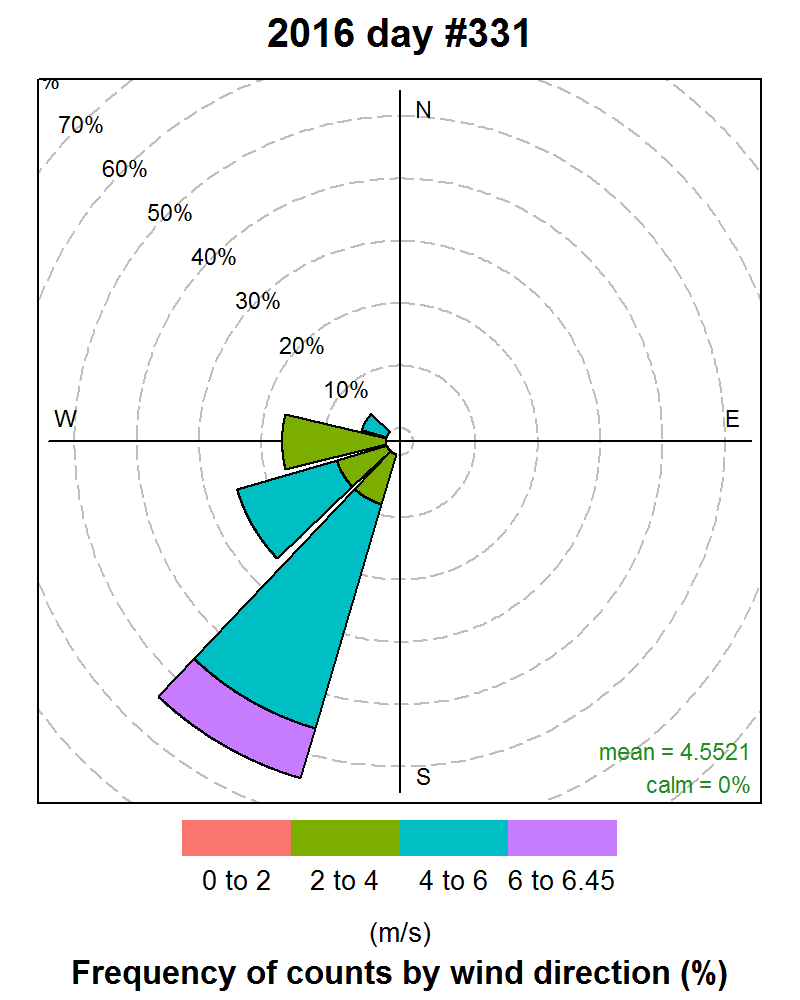 2016 day #331
%
70%
60%
50%
40%
30%
20%
10%
N
W
E
S
mean = 4.5521
calm = 0%
0 to 2 2 to 4 4 to 6 6 to 6.45
(m/s)
Frequency of counts by wind direction (%)